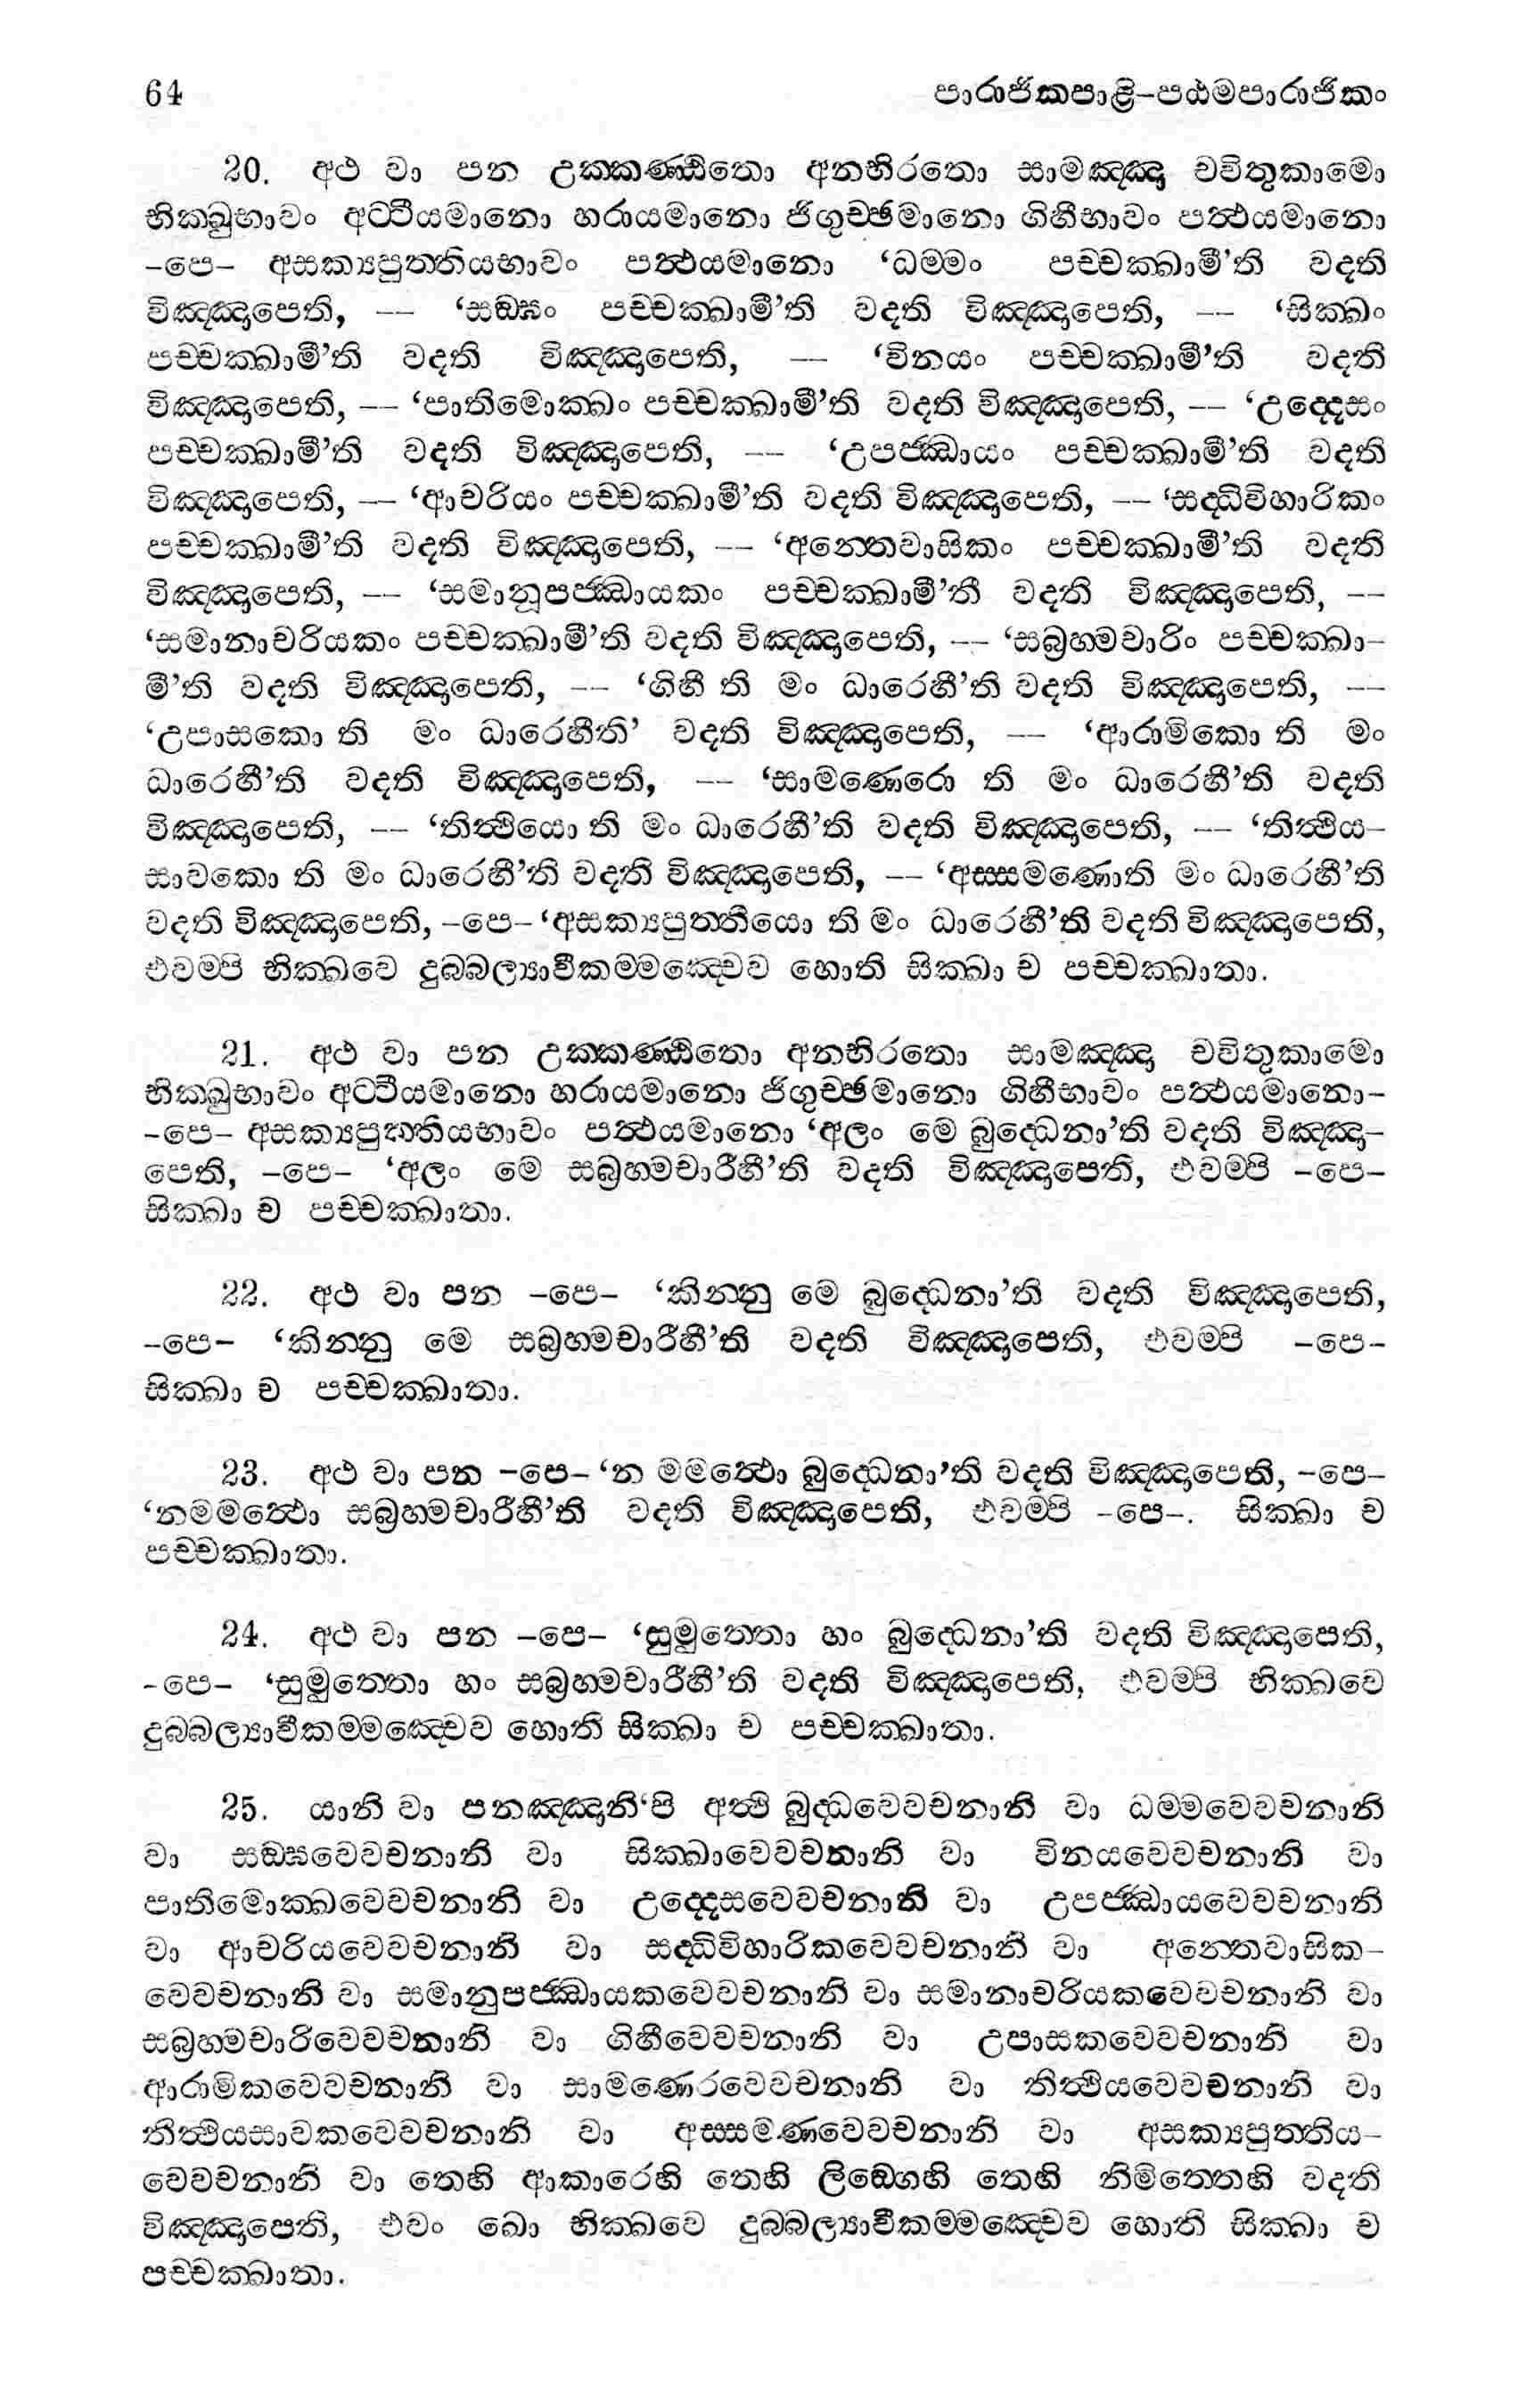 64 පාරාජිකපාළි–පඨමපාරාජිකං
20. අථ වා පන උක්කණ්ඨිතො අනභිරතො සාමඤ්ඤා චවිතුකාමො
භික්ඛුභාවං අට්ටීයමානො හරායමානො ජිගුච්ඡමානො ගිහීභාවං පත්ථයමානො
–පෙ– අසක්‍යපුත්තියභාවං පත්ථයමානො ‘ධම්මං පච්චක්ඛාමී’ති වදති
විඤ්ඤාපෙති, — ‘සඞ්ඝං පච්චක්ඛාමී’ති වදති විඤ්ඤාපෙති, — ‘සික්ඛං
පච්චක්ඛාමී’ති වදති විඤ්ඤාපෙති, — ‘විනයං පච්චක්ඛාමී’ති වදති
විඤ්ඤාපෙති, — ‘පාතිමොක්ඛං පච්චක්ඛාමී’ති වදති විඤ්ඤාපෙති, — ‘උද්දෙසං
පච්චක්ඛාමී’ති වදති විඤ්ඤාපෙති, — ‘උපජ්ඣායං පච්චක්ඛාමී’ති වදති
විඤ්ඤාපෙති, — ‘ආචරියං පච්චක්ඛාමී’ති වදති විඤ්ඤාපෙති, — ‘සද්ධිවිහාරිකං
පච්චක්ඛාමී’ති වදති විඤ්ඤාපෙති, — ‘අන්තෙවාසිකං පච්චක්ඛාමී’ති වදති
විඤ්ඤාපෙති, — ‘සමානූපජ්ඣායකං පච්චක්ඛාමී’තී වදති විඤ්ඤාපෙති, —
‘සමානාචරියකං පච්චක්ඛාමී’ති වදති විඤ්ඤාපෙති, — ‘සබ්‍රහ්මචාරිං පච්චක්ඛා–
මී’ති වදති විඤ්ඤාපෙති, — ‘ගිහී ති මං ධාරෙහී’ති වදති විඤ්ඤාපෙති, —
‘උපාසකො ති මං ධාරෙහීති’ වදති විඤ්ඤාපෙති, — ‘ආරාමිකො ති මං
ධාරෙහී’ති වදති විඤ්ඤාපෙති, — ‘සාමණෙරො ති මං ධාරෙහී’ති වදති
විඤ්ඤාපෙති, — ‘තිත්ථියො ති මං ධාරෙහී’ති වදති විඤ්ඤාපෙති, — ‘තිත්ථිය–
සාවකො ති මං ධාරෙහී’ති වදති විඤ්ඤාපෙති, — ‘අස්සමණොති මං ධාරෙහී’ති
වදති විඤ්ඤාපෙති, –පෙ– ‘අසක්‍යපුත්තියො ති මං ධාරෙහී’ති වදති විඤ්ඤාපෙති,
එවම්පි භික්ඛවෙ දුබ්බල්‍යාවීකම්මඤ්චෙව හොති සික්ඛා ච පච්චක්ඛාතා.
21. අථ වා පන උක්කණ්ඨිතො අනභිරතො සාමඤ්ඤා චවිතුකාමො
භික්ඛුභාවං අට්ටීයමානො හරායමානො ජිගුච්ඡමානො ගිහීභාවං පත්ථයමානො–
–පෙ– අසක්‍යපුත්තියභාවං පත්ථයමානො ‘අලං මෙ බුද්ධෙනා’ති වදති විඤ්ඤා–
පෙති, –පෙ– ‘අලං මෙ සබ්‍රහ්මචාරීහී’ති වදති විඤ්ඤාපෙති, එවම්පි –පෙ–
සික්ඛා ච පච්චක්ඛාතා.
22. අථ වා පන –පෙ– ‘කින්නු මෙ බුද්ධෙනා’ති වදති විඤ්ඤාපෙති,
–පෙ– ‘කින්නු මෙ සබ්‍රහ්මචාරීහී’ති වදති විඤ්ඤාපෙති, එවම්පි –පෙ–
සික්ඛා ච පච්චක්ඛාතා.
23. අථ වා පන –පෙ– ‘න මමත්ථො බුද්ධෙනා’ති වදති විඤ්ඤාපෙති, –පෙ–
‘නමමත්ථො සබ්‍රහ්මචාරීහී’ති වදති විඤ්ඤාපෙති, එවම්පි –පෙ–. සික්ඛා ච
පච්චක්ඛාතා.
24. අථ වා පන –පෙ– ‘සුමුත්තො හං බුද්ධෙනා’ති වදති විඤ්ඤාපෙති,
–පෙ– ‘සුමුත්තො හං සබ්‍රහ්මචාරීහී’ති වදති විඤ්ඤාපෙති, එවම්පි භික්ඛවෙ
දුබ්බල්‍යාවීකම්මඤ්චෙව හොති සික්ඛා ච පච්චක්ඛාතා.
25. යානි වා පනඤ්ඤානි‘පි අත්ථි බුද්ධවෙවචනානි වා ධම්මවෙවචනානි
වා සඞ්ඝවෙවචනානි වා සික්ඛාවෙවචනානි වා විනයවෙවචනානි වා
පාතිමොක්ඛවෙවචනානි වා උද්දෙසවෙවචනානි වා උපජ්ඣායවෙවචනානි
වා ආචරියවෙවචනානි වා සද්ධිවිහාරිකවෙවචනානි වා අන්තෙවාසික–
වෙවචනානි වා සමානුපජ්ඣායකවෙවචනානි වා සමානාචරියකවෙවචනානි වා
සබ්‍රහ්මචාරිවෙවචනානි වා ගිහීවෙවචනානි වා උපාසකවෙවචනානි වා
ආරාමිකවෙවචනානි වා සාමණෙරවෙවචනානි වා තිත්ථියවෙවචනානි වා
තිත්ථියසාවකවෙවචනානි වා අස්සමණවෙවචනානි වා අසක්‍යපුත්තිය–
වෙවචනානි වා තෙහි ආකාරෙහි තෙහි ලිඞ්ගෙහි තෙහි නිමිත්තෙහි වදති
විඤ්ඤාපෙති, එවං ඛො භික්ඛවෙ දුබ්බල්‍යාවීකම්මඤ්චෙව හොති සික්ඛා ච
පච්චක්ඛාතා.